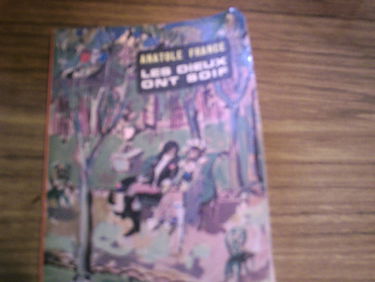 ANATOLE FRANCE
LES DIEUX
ONT SOIF